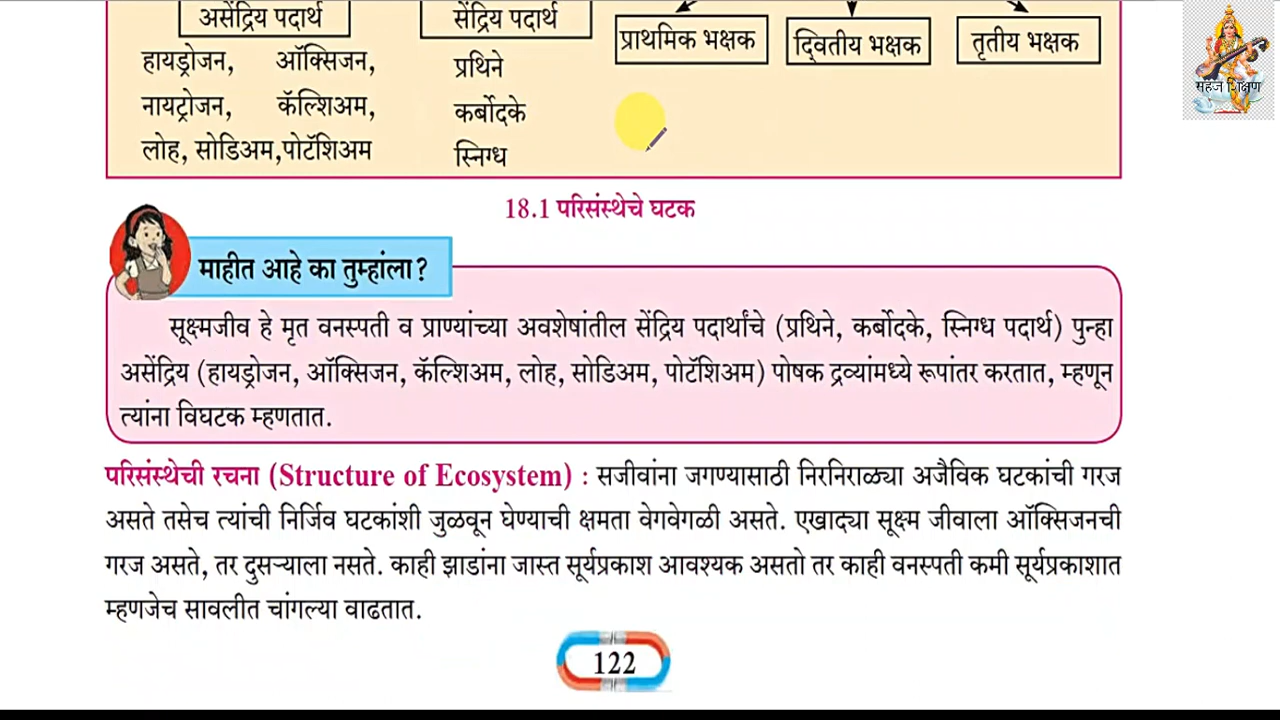 असेंद्रिय पदार्थ
सेंद्रिय पदार्थ
प्राथमिक भक्षक
द्वितीय भक्षक
तृतीय भक्षक
हायड्रोजन, ऑक्सिजन,
नायट्रोजन, कॅल्शिअम,
लोह, सोडिअम,पोटॅशिअम
प्रथिने
कर्बोदके
स्निग्ध
सहज शिक्षण
18.1 परिसंस्थेचे घटक
माहीत आहे का तुम्हांला?
सूक्ष्मजीव हे मृत वनस्पती व प्राण्यांच्या अवशेषांतील सेंद्रिय पदार्थांचे (प्रथिने, कर्बोदके, स्निग्ध पदार्थ) पुन्हा
असेंद्रिय (हायड्रोजन, ऑक्सिजन, कॅल्शिअम, लोह, सोडिअम, पोटॅशिअम) पोषक द्रव्यांमध्ये रूपांतर करतात, म्हणून
त्यांना विघटक म्हणतात.
परिसंस्थेची रचना (Structure of Ecosystem) : सजीवांना जगण्यासाठी निरनिराळ्या अजैविक घटकांची गरज
असते तसेच त्यांची निर्जिव घटकांशी जुळवून घेण्याची क्षमता वेगवेगळी असते. एखाद्या सूक्ष्म जीवाला ऑक्सिजनची
गरज असते, तर दुसऱ्याला नसते. काही झाडांना जास्त सूर्यप्रकाश आवश्यक असतो तर काही वनस्पती कमी सूर्यप्रकाशात
म्हणजेच सावलीत चांगल्या वाढतात.
122